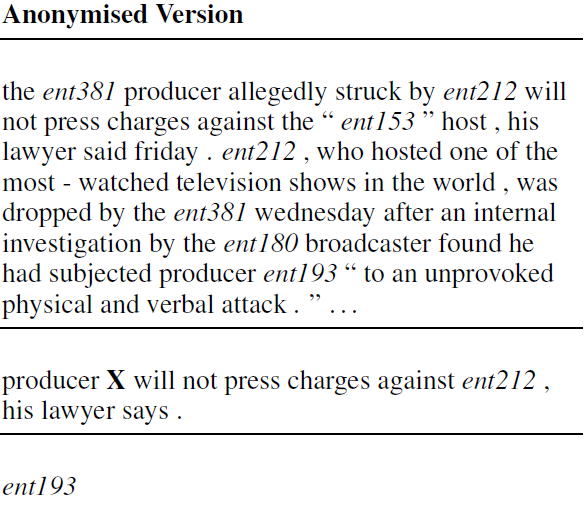 Anonymised Version
the ent381 producer allegedly struck by ent212 will
not press charges against the “ ent153 ” host , his
lawyer said friday . ent212 , who hosted one of the
most - watched television shows in the world , was
dropped by the ent381 wednesday after an internal
investigation by the ent180 broadcaster found he
had subjected producer ent193 “ to an unprovoked
physical and verbal attack . ” . . .
producer X will not press charges against ent212 ,
his lawyer says .
ent193